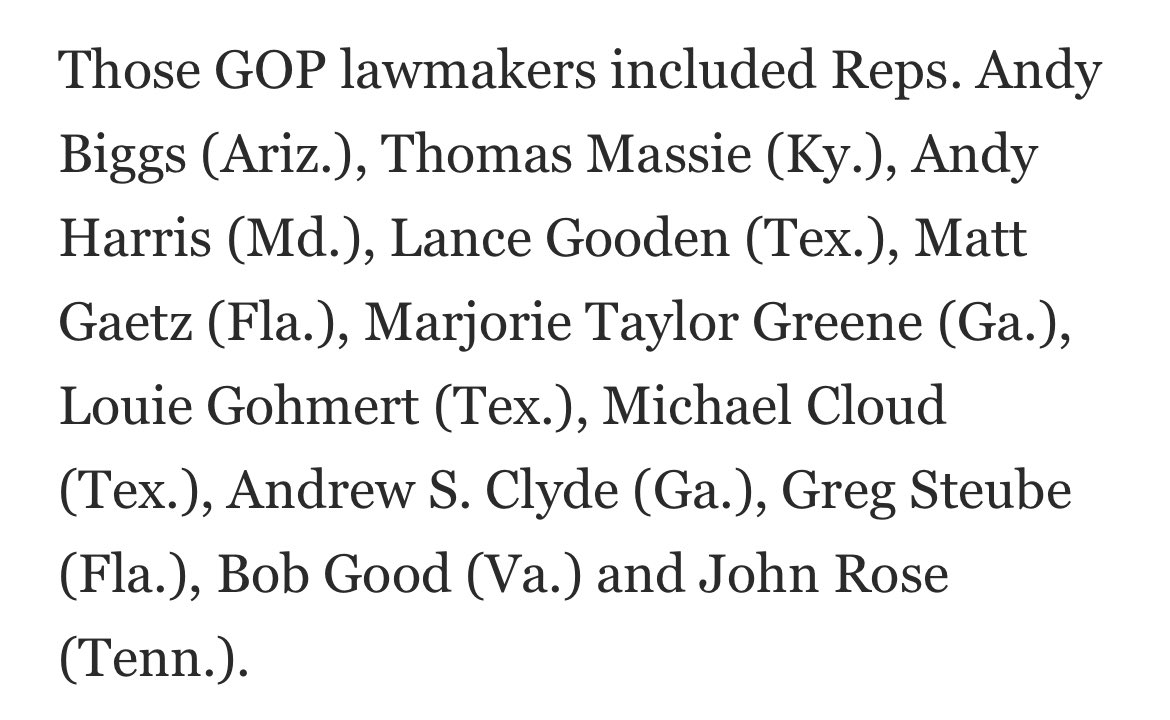 Those GOP lawmakers included Reps. Andy
Biggs (Ariz.), Thomas Massie (Ky.), Andy
Harris (Md.), Lance Gooden (Tex.), Matt
Gaetz (Fla.), Marjorie Taylor Greene (Ga.),
Louie Gohmert (Tex.), Michael Cloud
(Tex.), Andrew S. Clyde (Ga.), Greg Steube
(Fla.), Bob Good (Va.) and John Rose
(Tenn.).